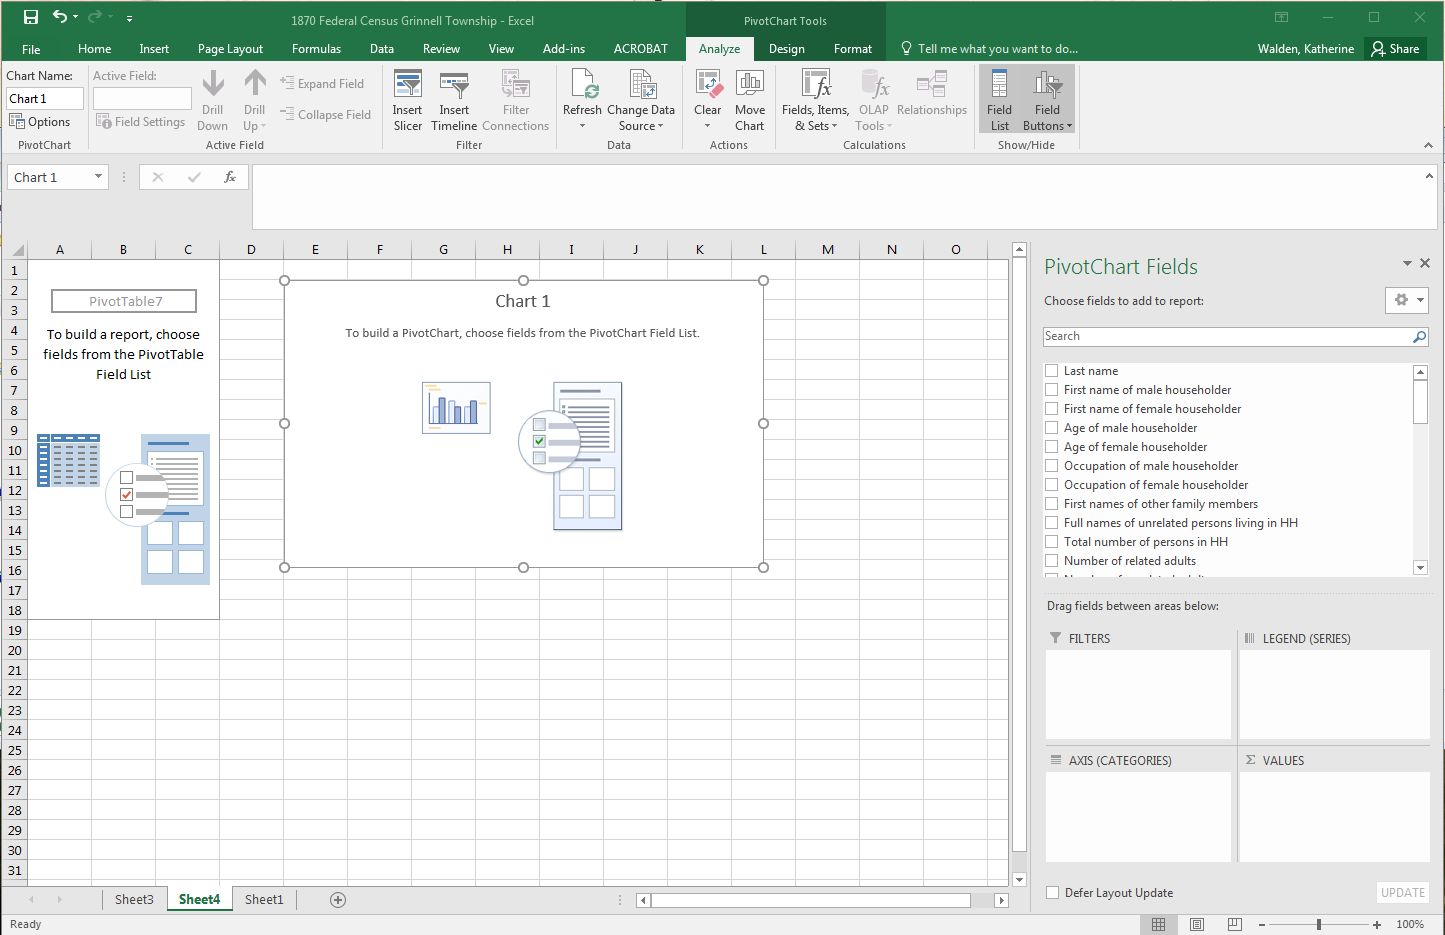 1870 Federal Census Grinnell Township - Excel
PivotChart Tools
File Home Insert Page Layout Formulas Data Review View Add-ins ACROBAT Analyze Design Format Tell me what you want to do... Walden, Katherine Share
Chart Name:
Chart 1
Options
PivotChart
Active Field:
Field Settings
Drill Down
Drill Up
Expand Field
Collapse Field
Active Field
Insert Slicer
Insert Timeline
Filter Connections
Filter
Refresh
Change Data Source
Data
Clear
Move Chart
Actions
Fields, Items, & Sets
OLAP Tools
Relationships
Calculations
Field List
Field Buttons
Show/Hide
Chart 1
fx
A B C D E F G H I J K L M N O
1
2
3
4
5
6
7
8
9
10
11
12
13
14
15
16
17
18
19
20
21
22
23
24
25
26
27
28
29
30
31
PivotTable7
To build a report, choose
fields from the PivotTable
Field List
Chart 1
To build a PivotChart, choose fields from the PivotChart Field List.
PivotChart Fields
Choose fields to add to report:
Search
Last name
First name of male householder
First name of female householder
Age of male householder
Age of female householder
Occupation of male householder
Occupation of female householder
First names of other family members
Full names of unrelated persons living in HH
Total number of persons in HH
Number of related adults
Drag fields between areas below:
FILTERS
LEGEND (SERIES)
AXIS (CATEGORIES)
Σ VALUES
Defer Layout Update
UPDATE
Sheet3 Sheet4 Sheet1
Ready
100%